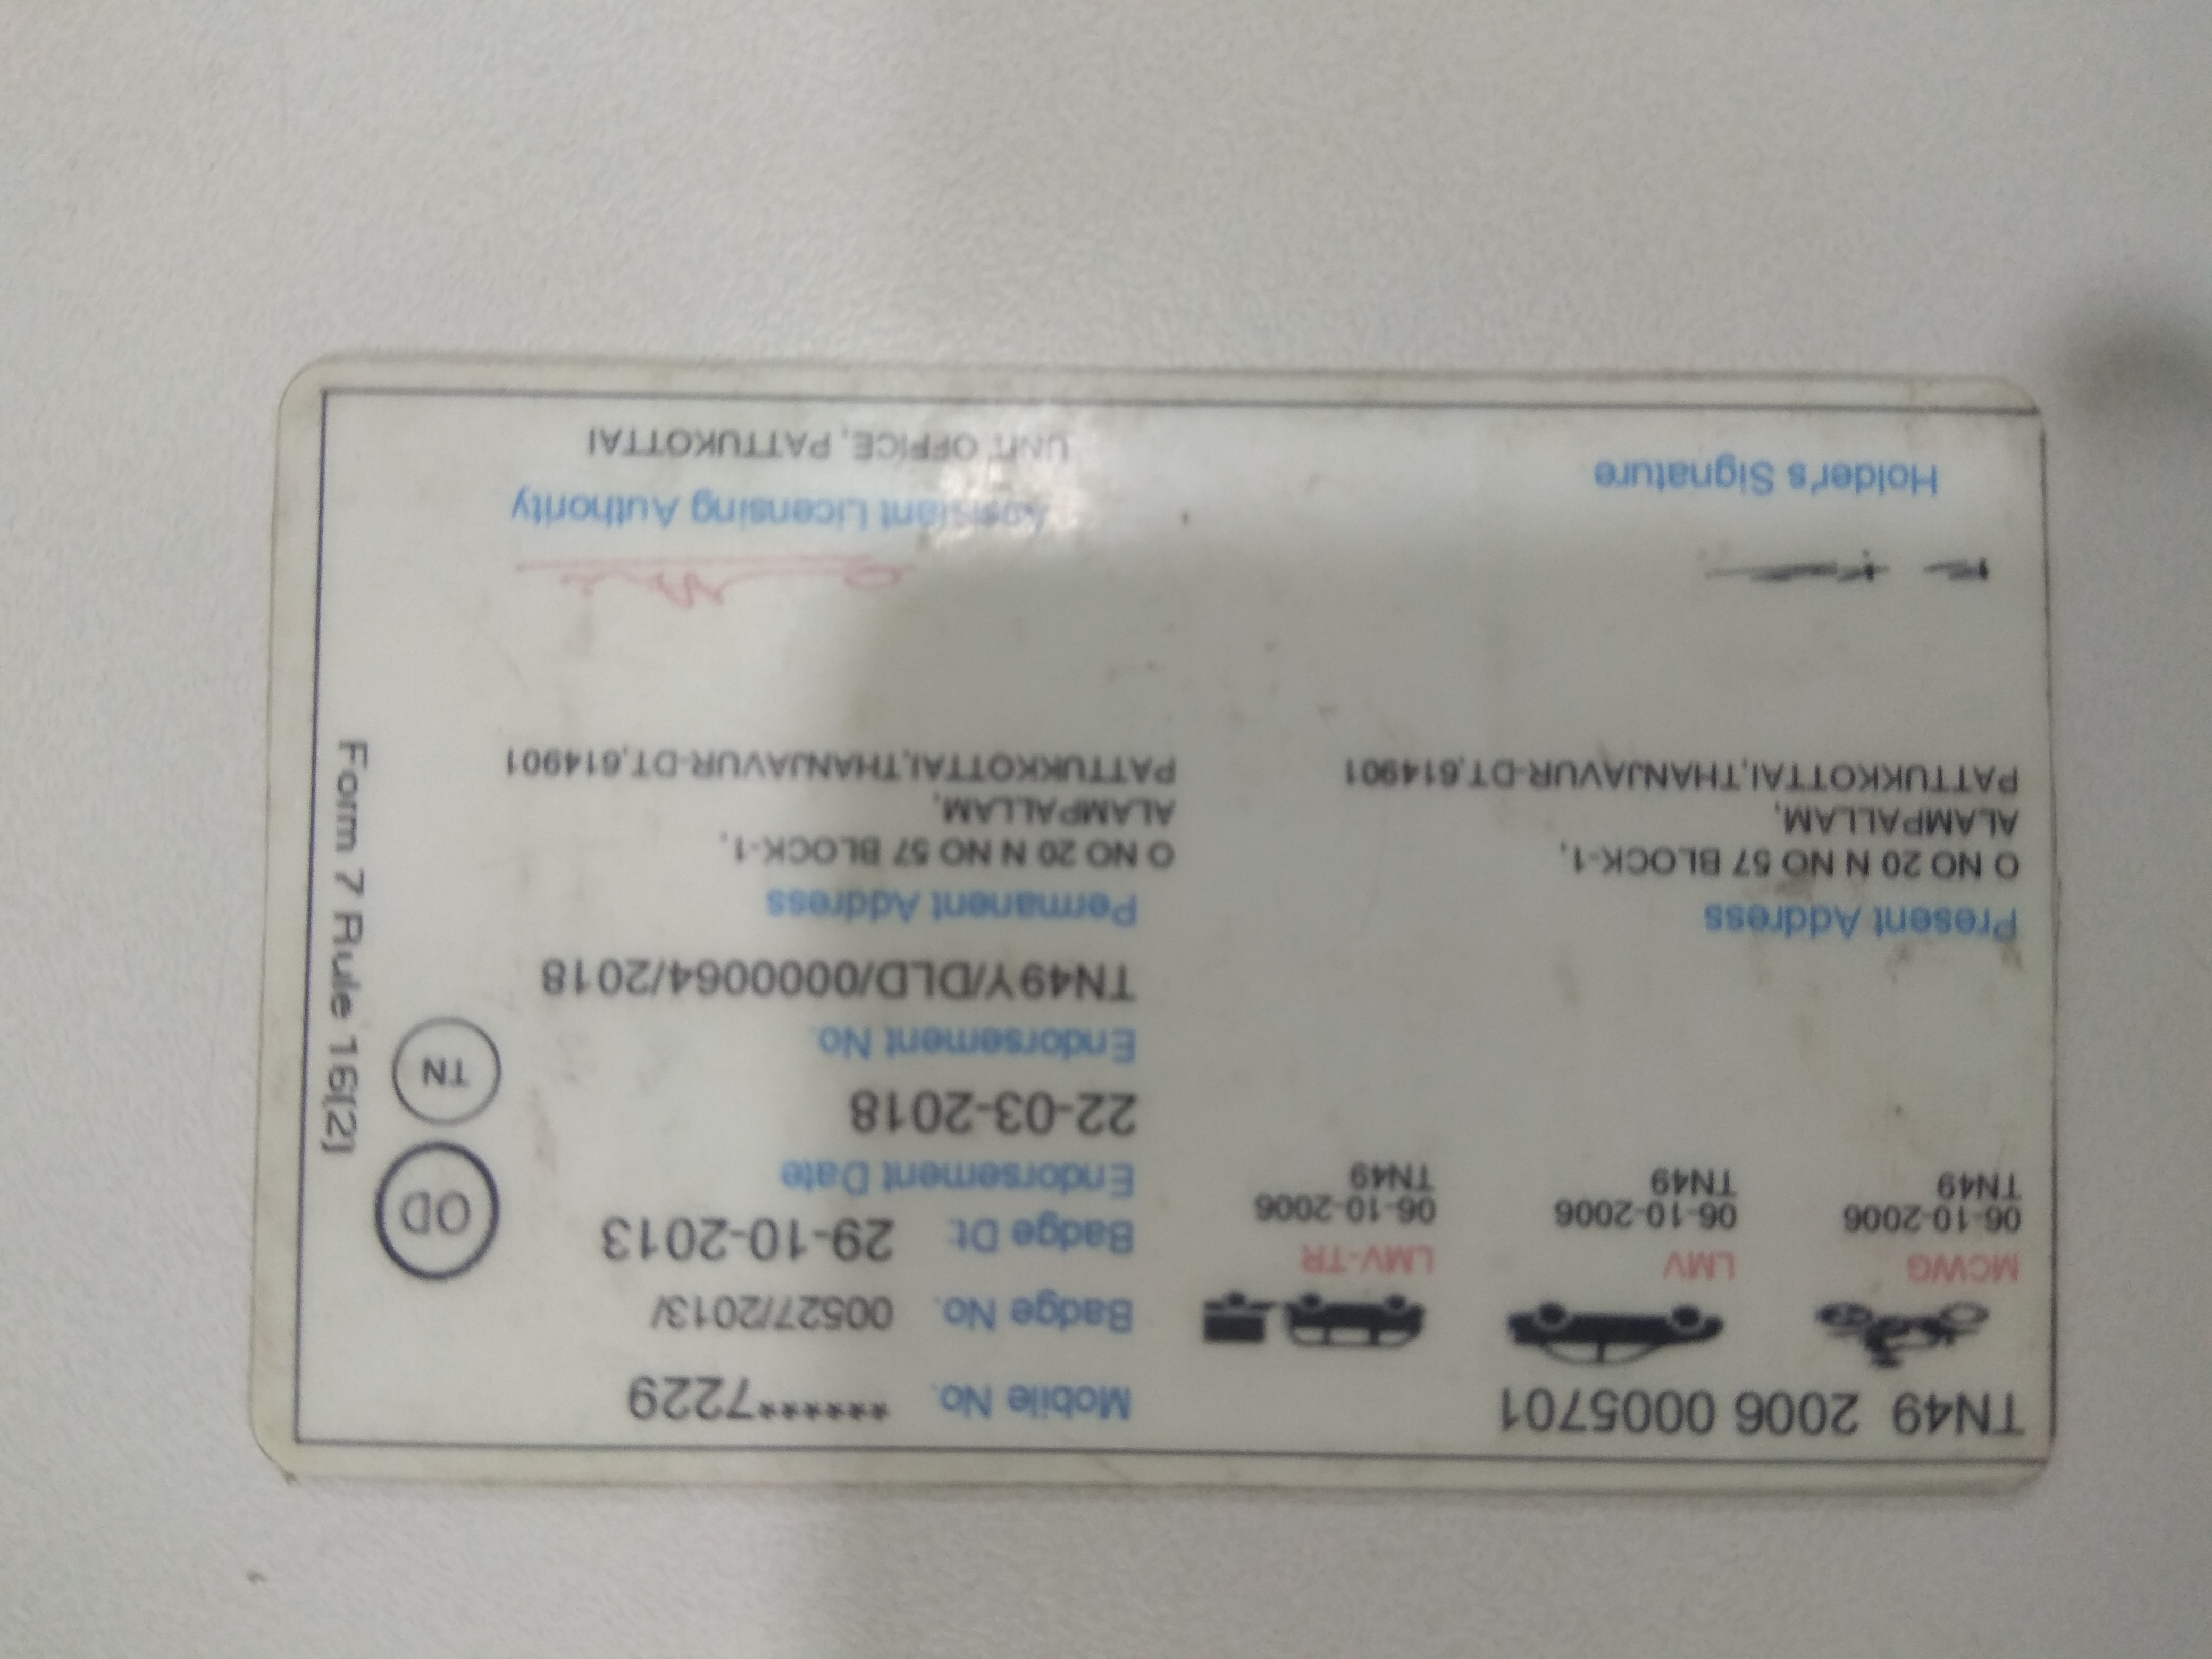 TN49 2006 0005701
MCWG
06-10-2006
TN49
LMV
06-10-2006
TN49
LMV-TR
06-10-2006
TN49
Mobile No. ******7229
Badge No. 00527/2013/
Badge Dt 29-10-2013
Endorsement Date
22-03-2018
Endorsement No.
TN49Y/DLD/0000064/2018
OD
TN
Form 7 Rule 16(2)
Present Address
O NO 20 N NO 57 BLOCK-1,
ALAMPALLAM,
PATTUKKOTTAI,THANJAVUR-DT,614901
Permanent Address
O NO 20 N NO 57 BLOCK-1,
ALAMPALLAM,
PATTUKKOTTAI,THANJAVUR-DT,614901
Holder's Signature
Assistant Licensing Authority
UNIT OFFICE, PATTUKOTTAI